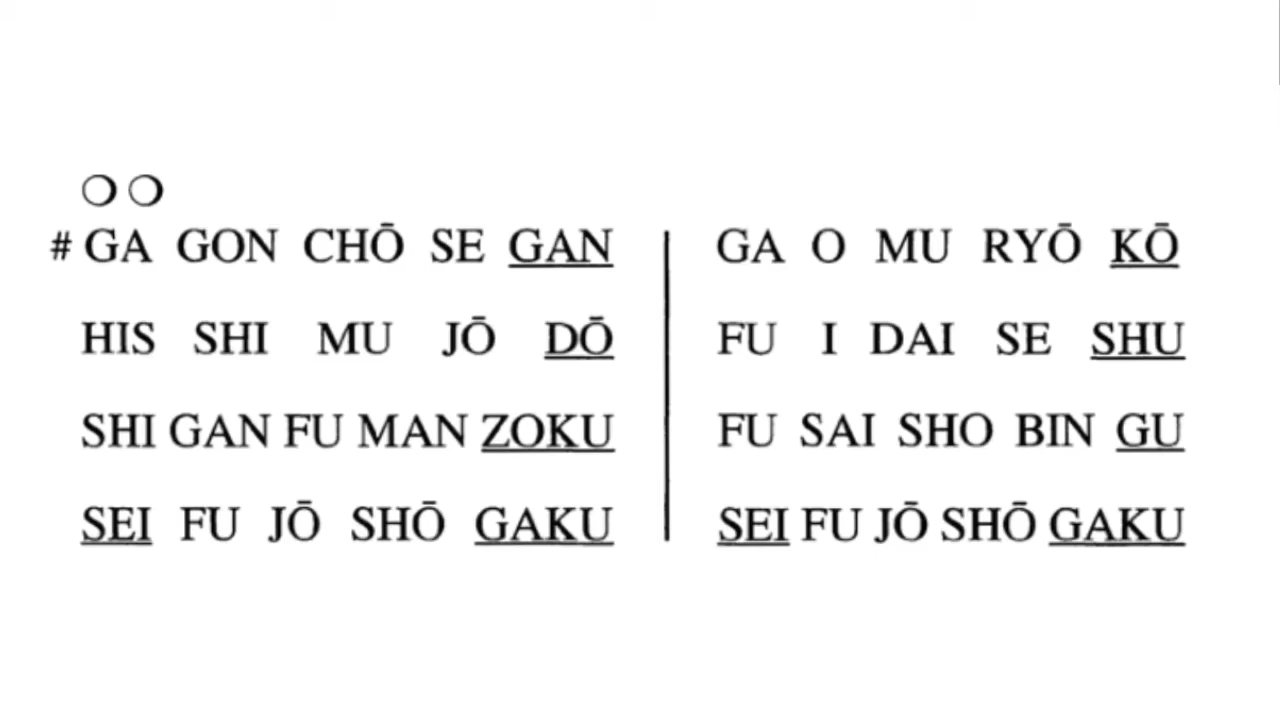 ○○
# GA GON CHŌ SE GAN
HIS SHI MU JŌ DŌ
SHI GAN FU MAN ZOKU
SEI FU JŌ SHŌ GAKU
GA O MU RYŌ KŌ
FU I DAI SE SHU
FU SAI SHO BIN GU
SEI FU JŌ SHŌ GAKU